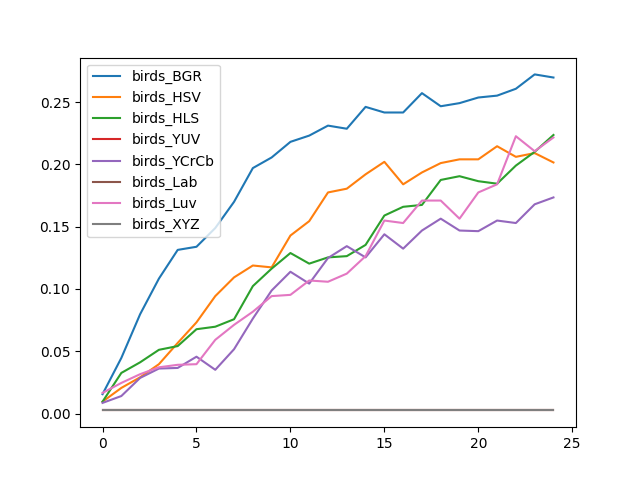 birds_BGR
birds_HSV
birds_HLS
birds_YUV
birds_YCrCb
birds_Lab
birds_Luv
birds_XYZ
0.25
0.20
0.15
0.10
0.05
0.00
0 5 10 15 20 25